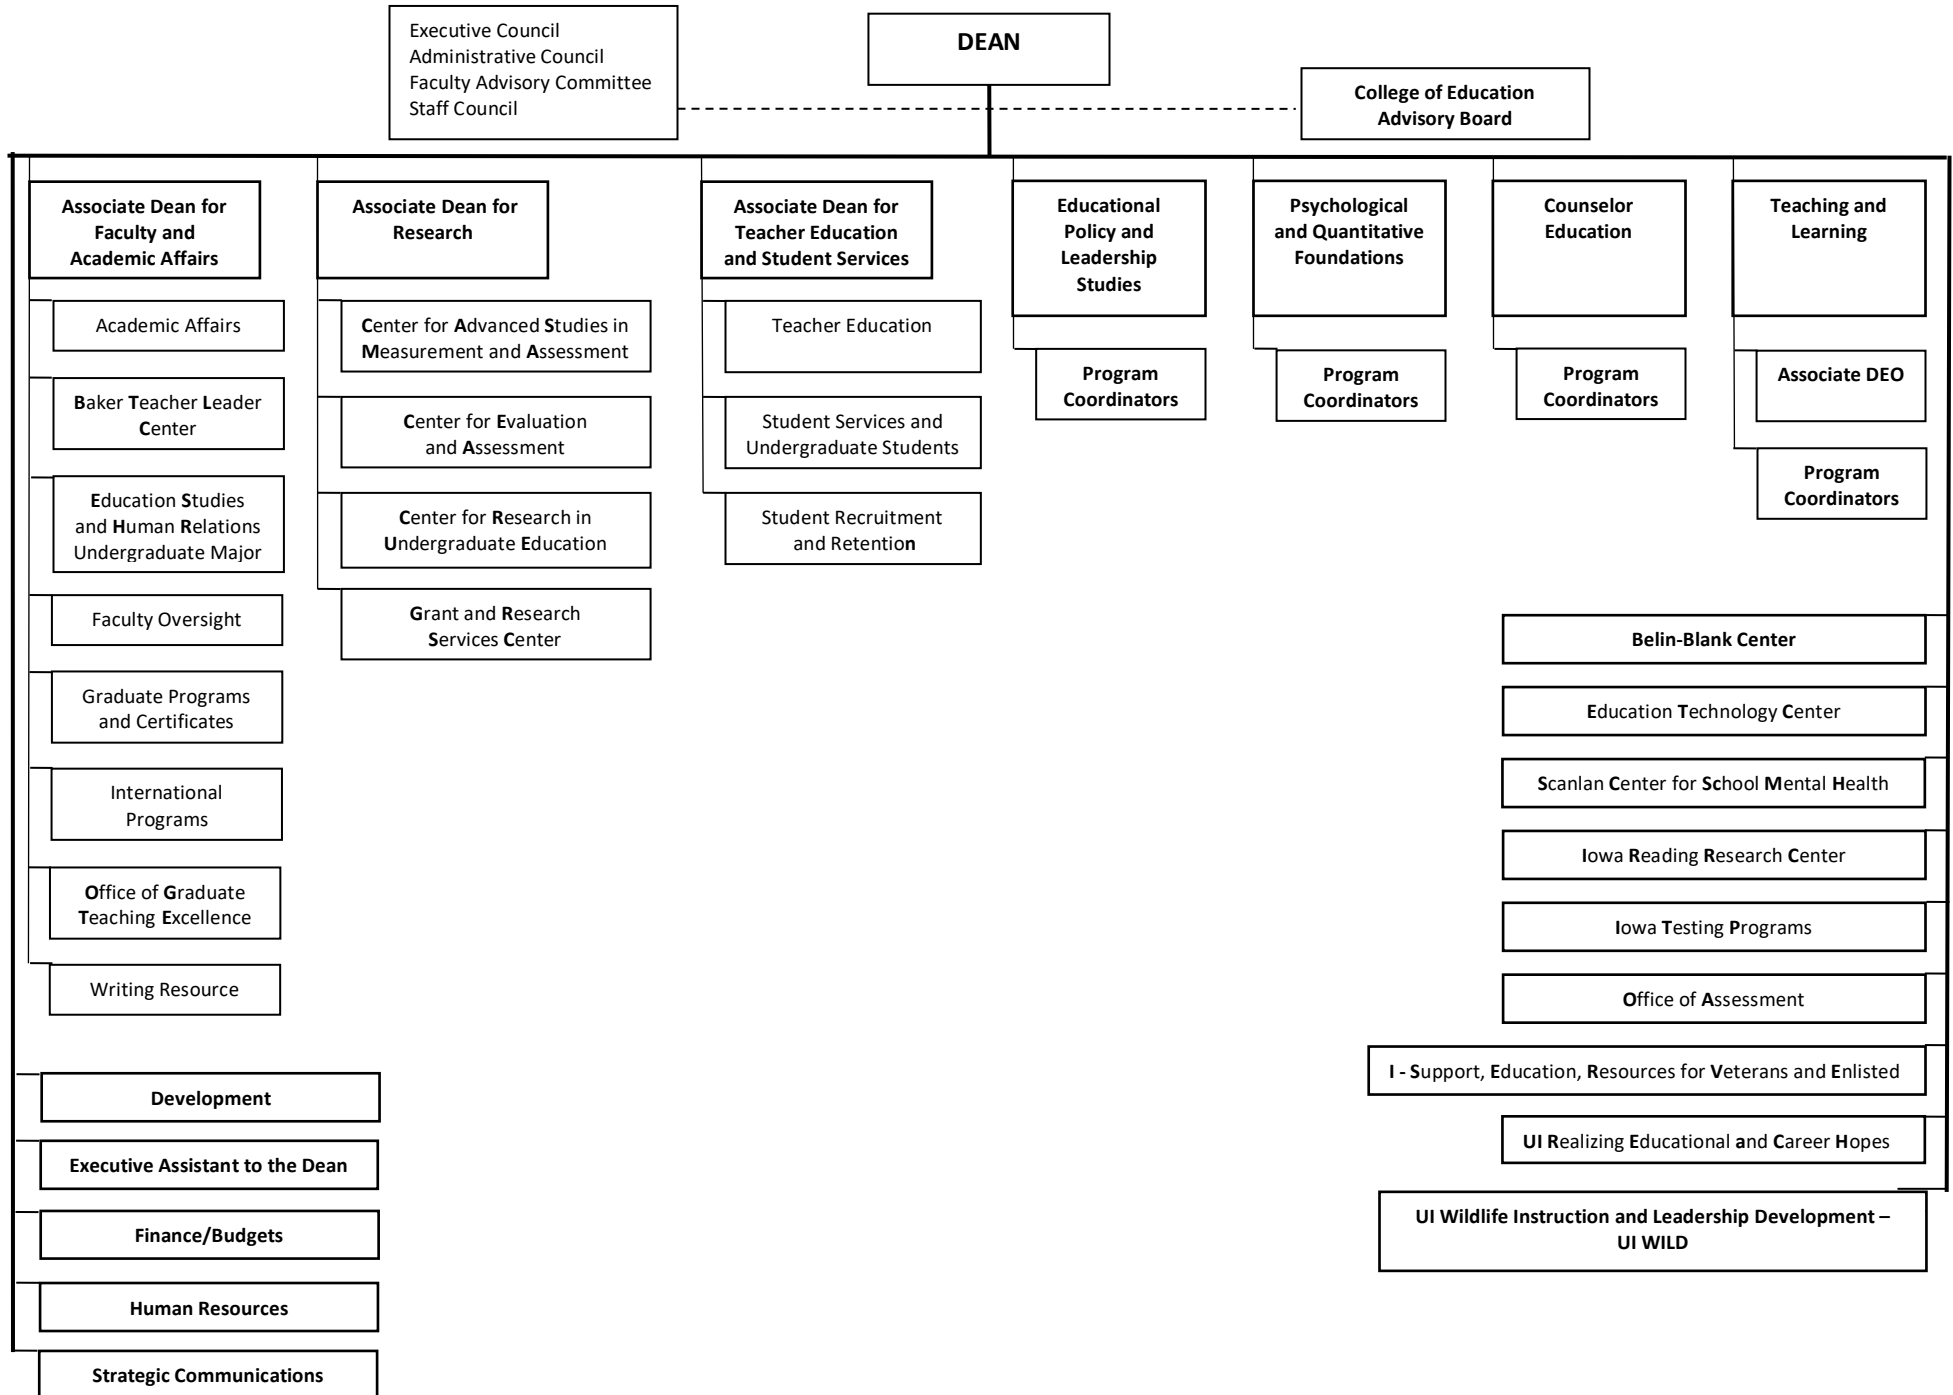 Executive Council
Administrative Council
Faculty Advisory Committee
Staff Council
DEAN
College of Education
Advisory Board
Associate Dean for
Faculty and
Academic Affairs
Academic Affairs
Baker Teacher Leader
Center
Education Studies
and Human Relations
Undergraduate Major
Faculty Oversight
Graduate Programs
and Certificates
International
Programs
Office of Graduate
Teaching Excellence
Writing Resource
Associate Dean for
Research
Center for Advanced Studies in
Measurement and Assessment
Center for Evaluation
and Assessment
Center for Research in
Undergraduate Education
Grant and Research
Services Center
Associate Dean for
Teacher Education
and Student Services
Teacher Education
Student Services and
Undergraduate Students
Student Recruitment
and Retention
Educational
Policy and
Leadership
Studies
Program
Coordinators
Psychological
and Quantitative
Foundations
Program
Coordinators
Counselor
Education
Program
Coordinators
Teaching and
Learning
Associate DEO
Program
Coordinators
Development
Executive Assistant to the Dean
Finance/Budgets
Human Resources
Strategic Communications
Belin-Blank Center
Education Technology Center
Scanlan Center for School Mental Health
Iowa Reading Research Center
Iowa Testing Programs
Office of Assessment
I - Support, Education, Resources for Veterans and Enlisted
UI Realizing Educational and Career Hopes
UI Wildlife Instruction and Leadership Development –
UI WILD